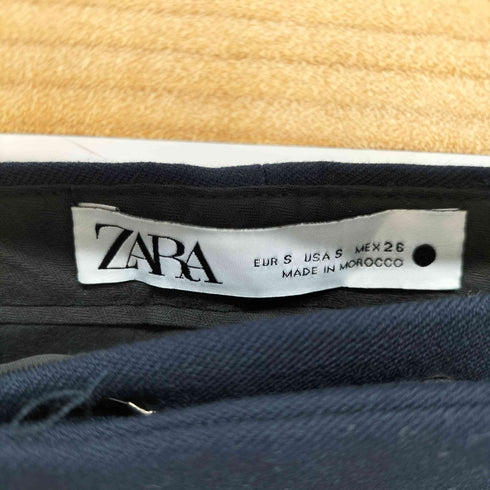 ZARA
EUR S USA S MEX 26
MADE IN MOROCCO